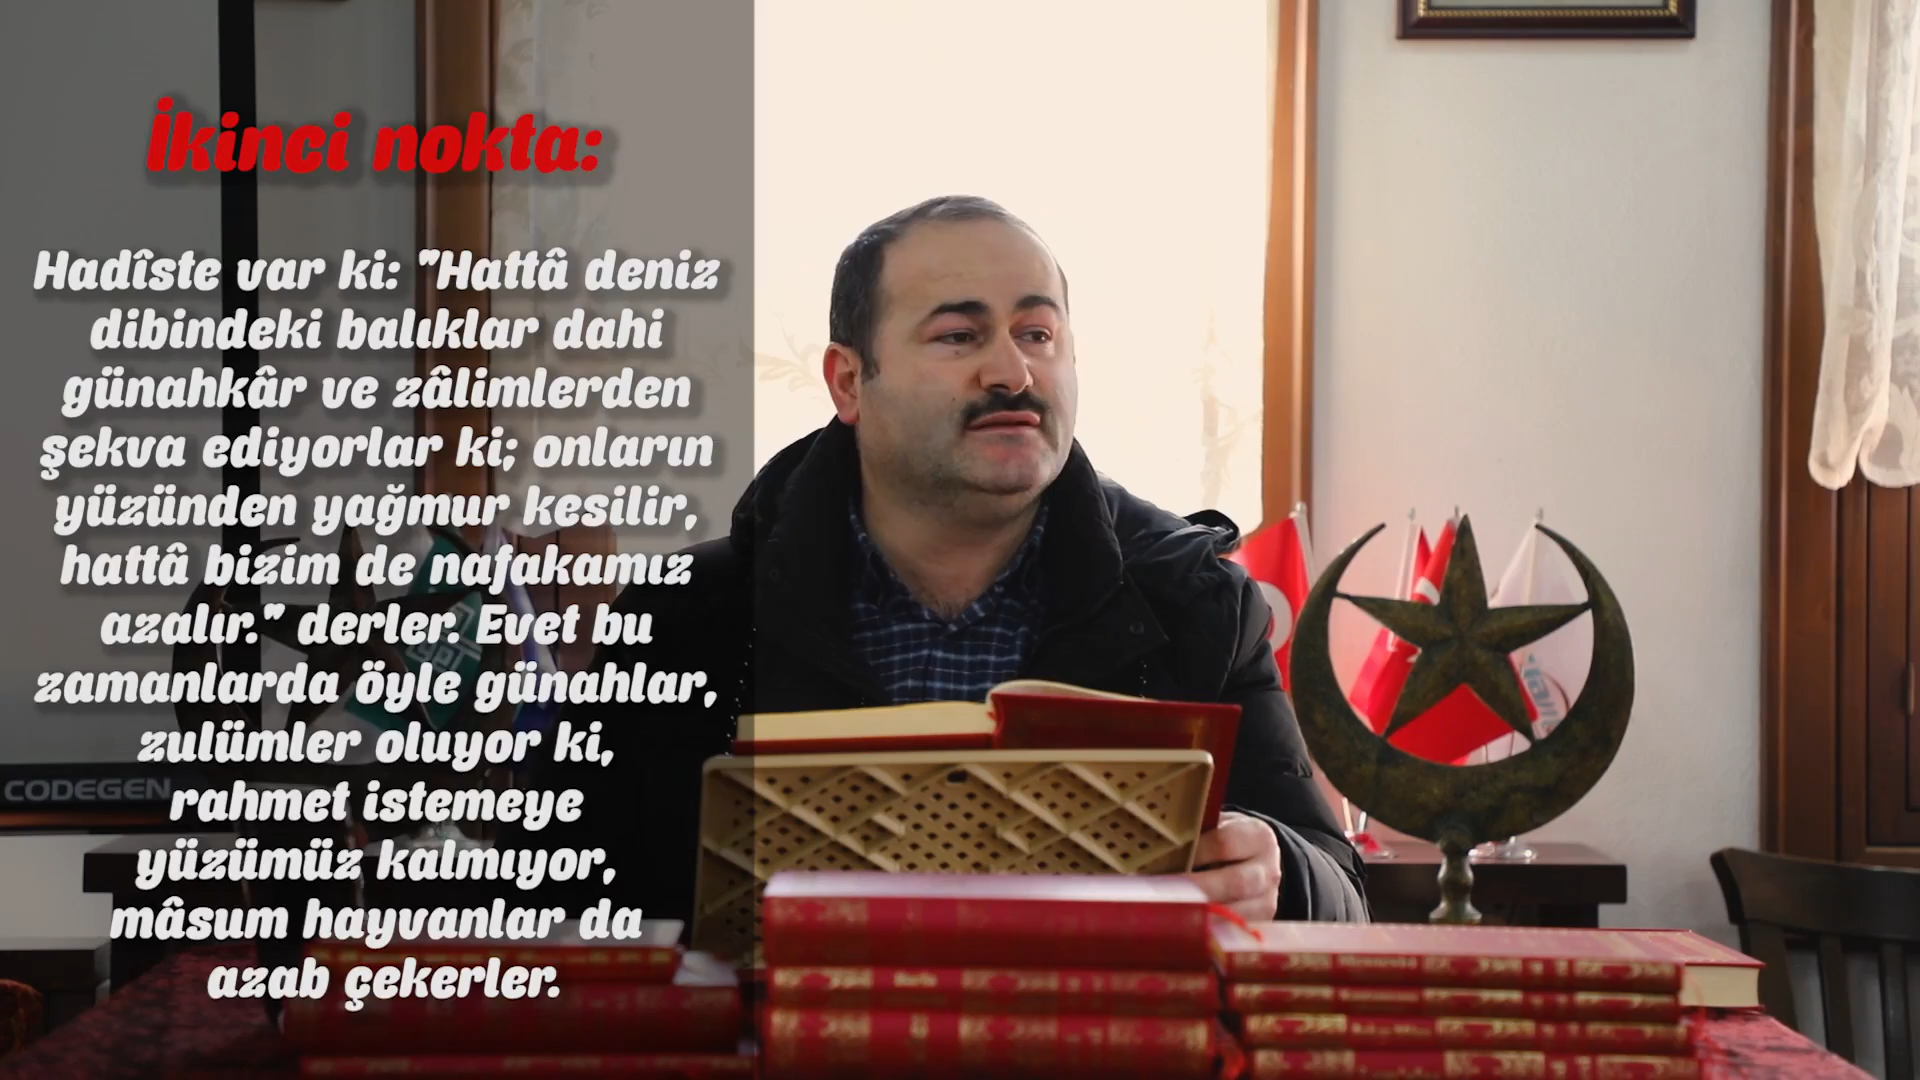 İkinci nokta:
Hadîste var ki: "Hattâ deniz
dibindeki balıklar dahi
günahkâr ve zâlimlerden
şekva ediyorlar ki; onların
yüzünden yağmur kesilir,
hattâ bizim de nafakamız
azalır." derler. Evet bu
zamanlarda öyle günahlar,
zulümler oluyor ki,
rahmet istemeye
yüzümüz kalmıyor,
mâsum hayvanlar da
azab çekerler.
CODEGEN